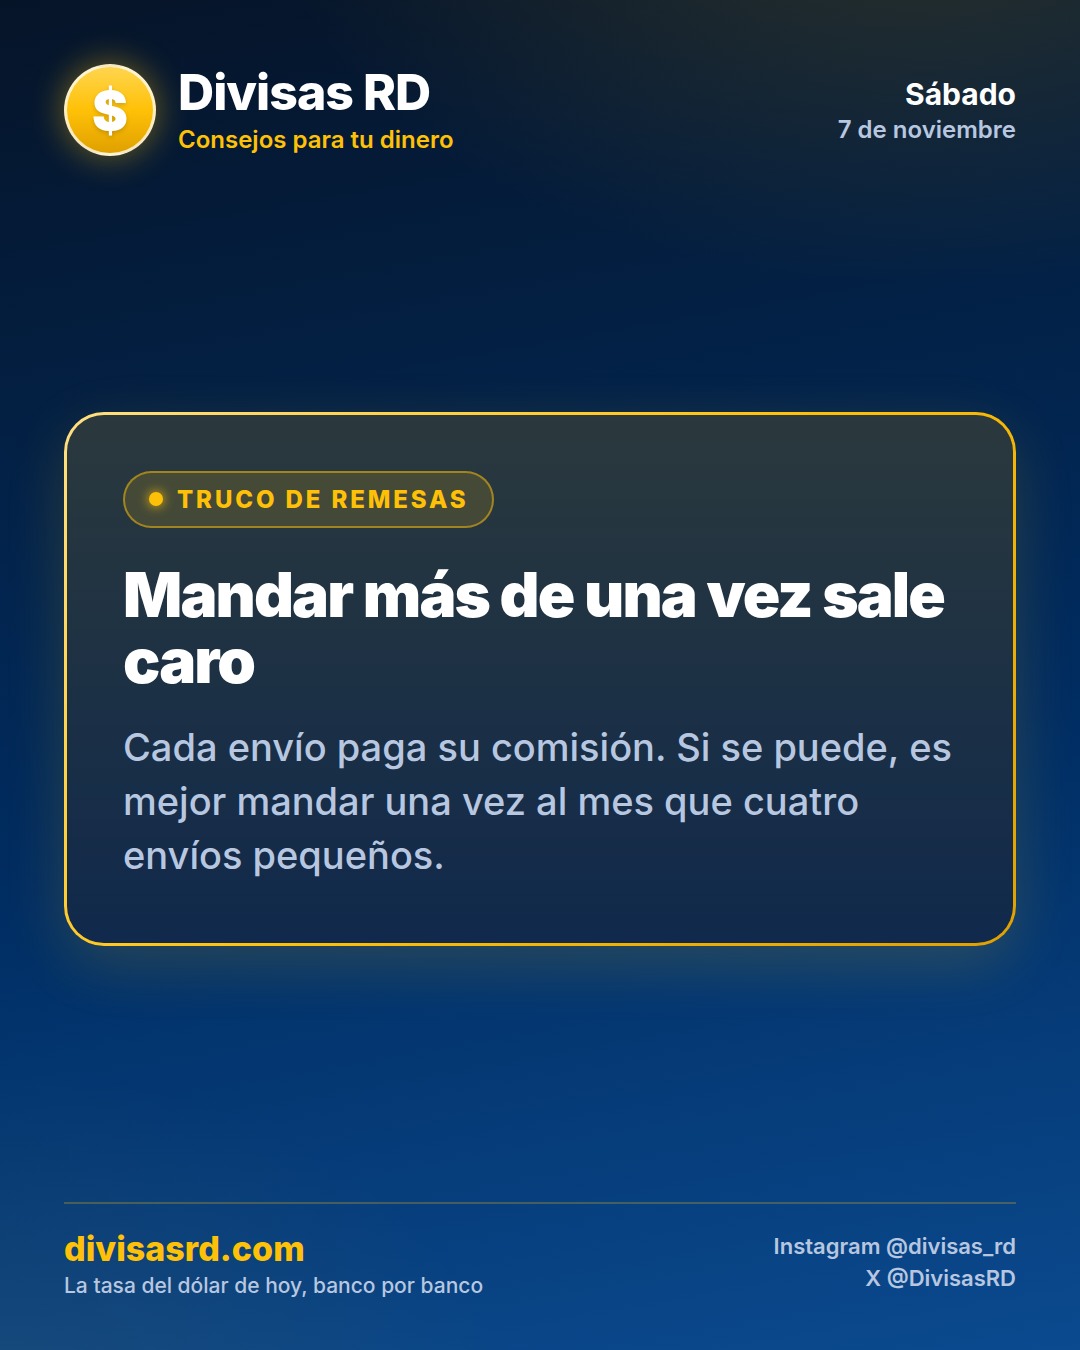 Divisas RD
Consejos para tu dinero
Sábado
7 de noviembre
TRUCO DE REMESAS
Mandar más de una vez sale
caro
Cada envío paga su comisión. Si se puede, es
mejor mandar una vez al mes que cuatro
envíos pequeños.
divisasrd.com
La tasa del dólar de hoy, banco por banco
Instagram @divisas_rd
X @DivisasRD